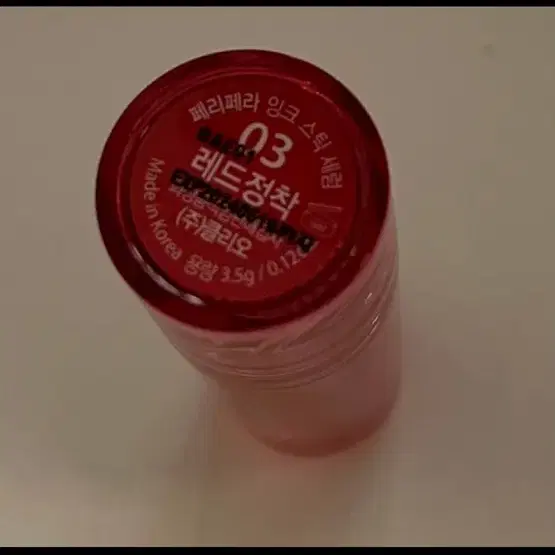 페리페라 잉크 스틱 세럼
03
레드정착
(주)클리오
용량 3.5g / 0.12
Made in Korea